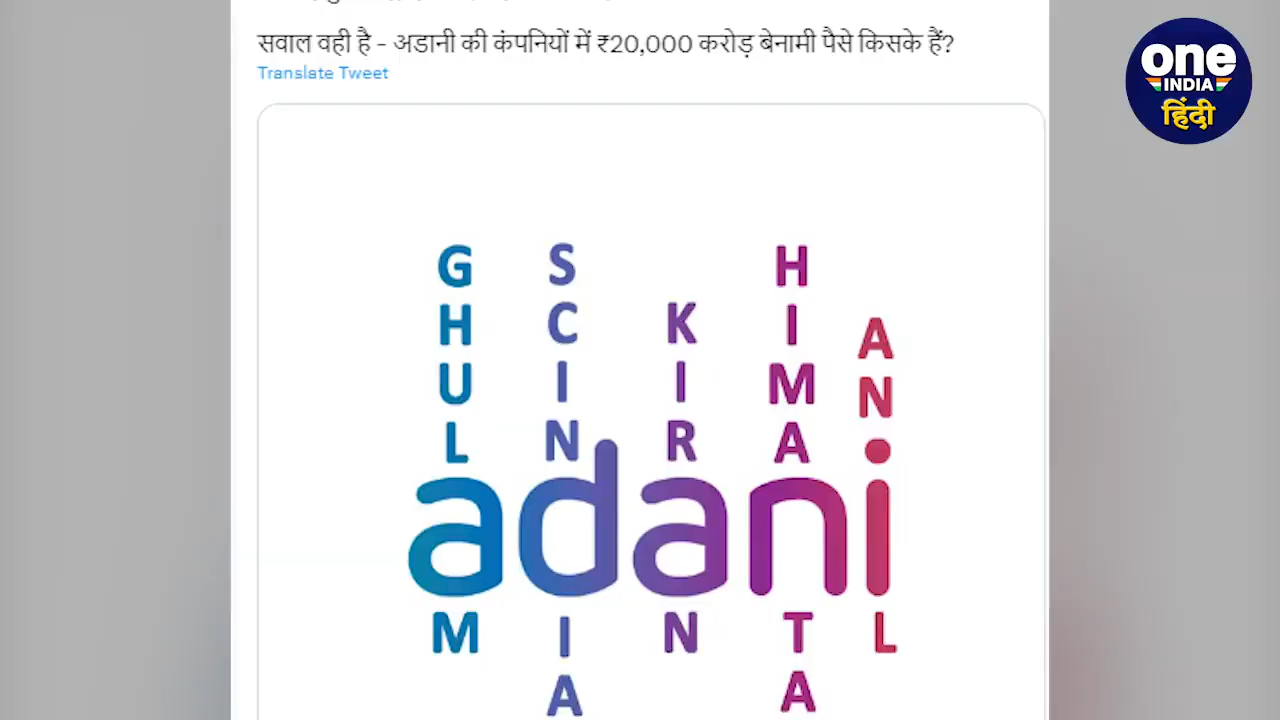 सवाल वही है - अडानी की कंपनियों में ₹20,000 करोड़ बेनामी पैसे किसके हैं?
Translate Tweet
one
INDIA
हिंदी
G S H
H C K I A
U I I M N
L N R A
adani
M I N T L
A A